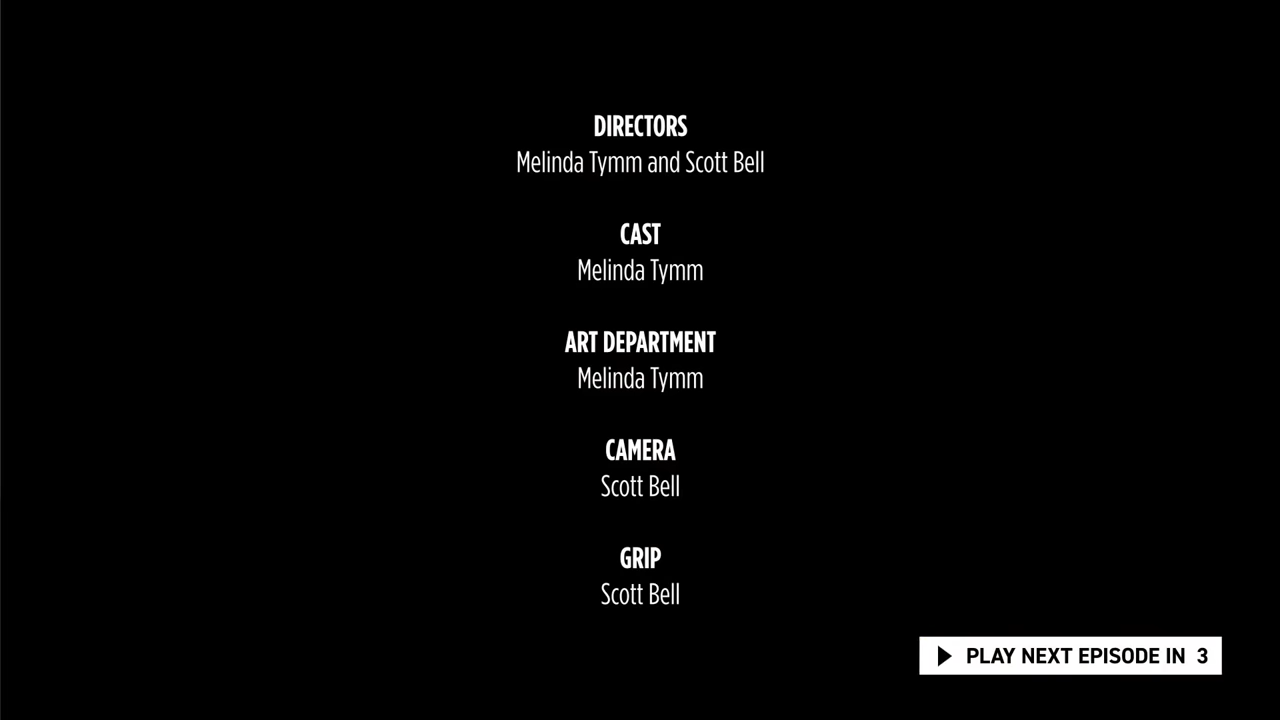 DIRECTORS
Melinda Tymm and Scott Bell
CAST
Melinda Tymm
ART DEPARTMENT
Melinda Tymm
CAMERA
Scott Bell
GRIP
Scott Bell
PLAY NEXT EPISODE IN 3